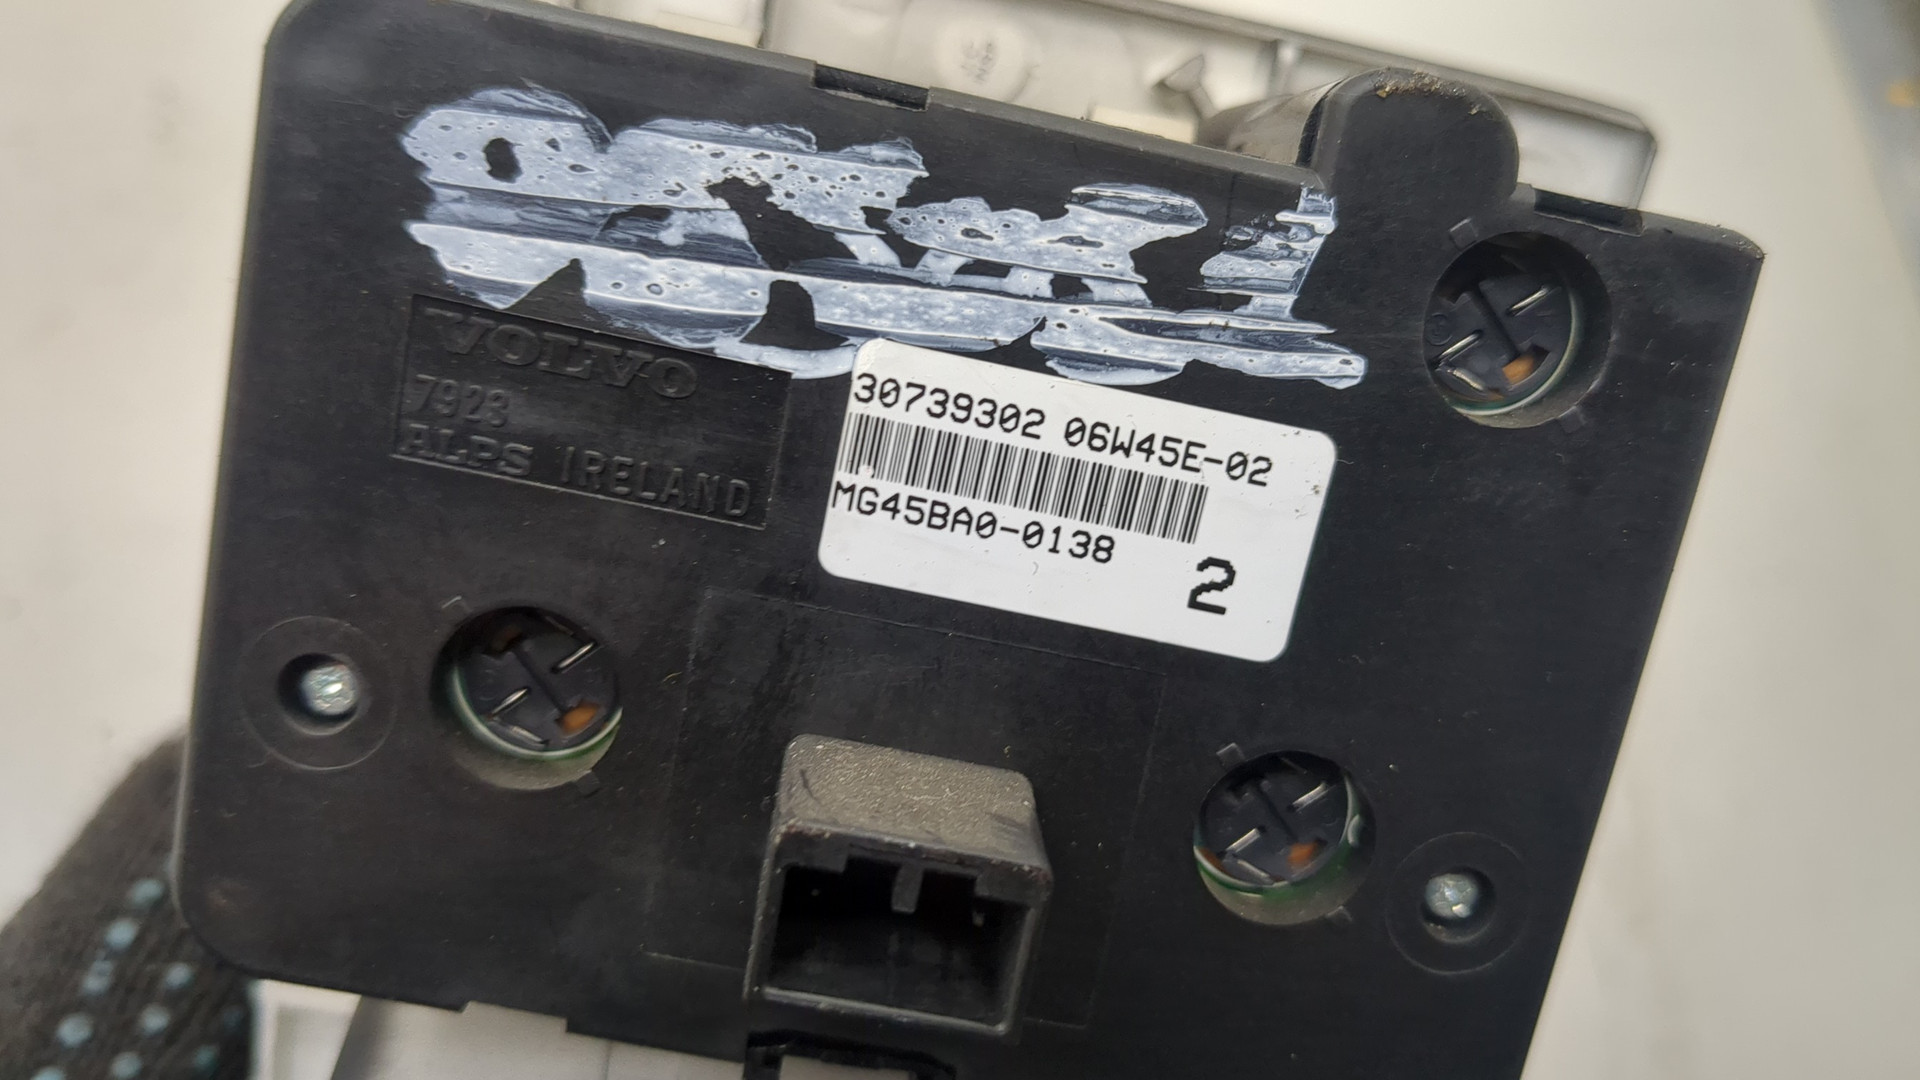 VOLVO
7923
ALPS IRELAND
30739302 06W45E-02
MG45BA0-0138
2